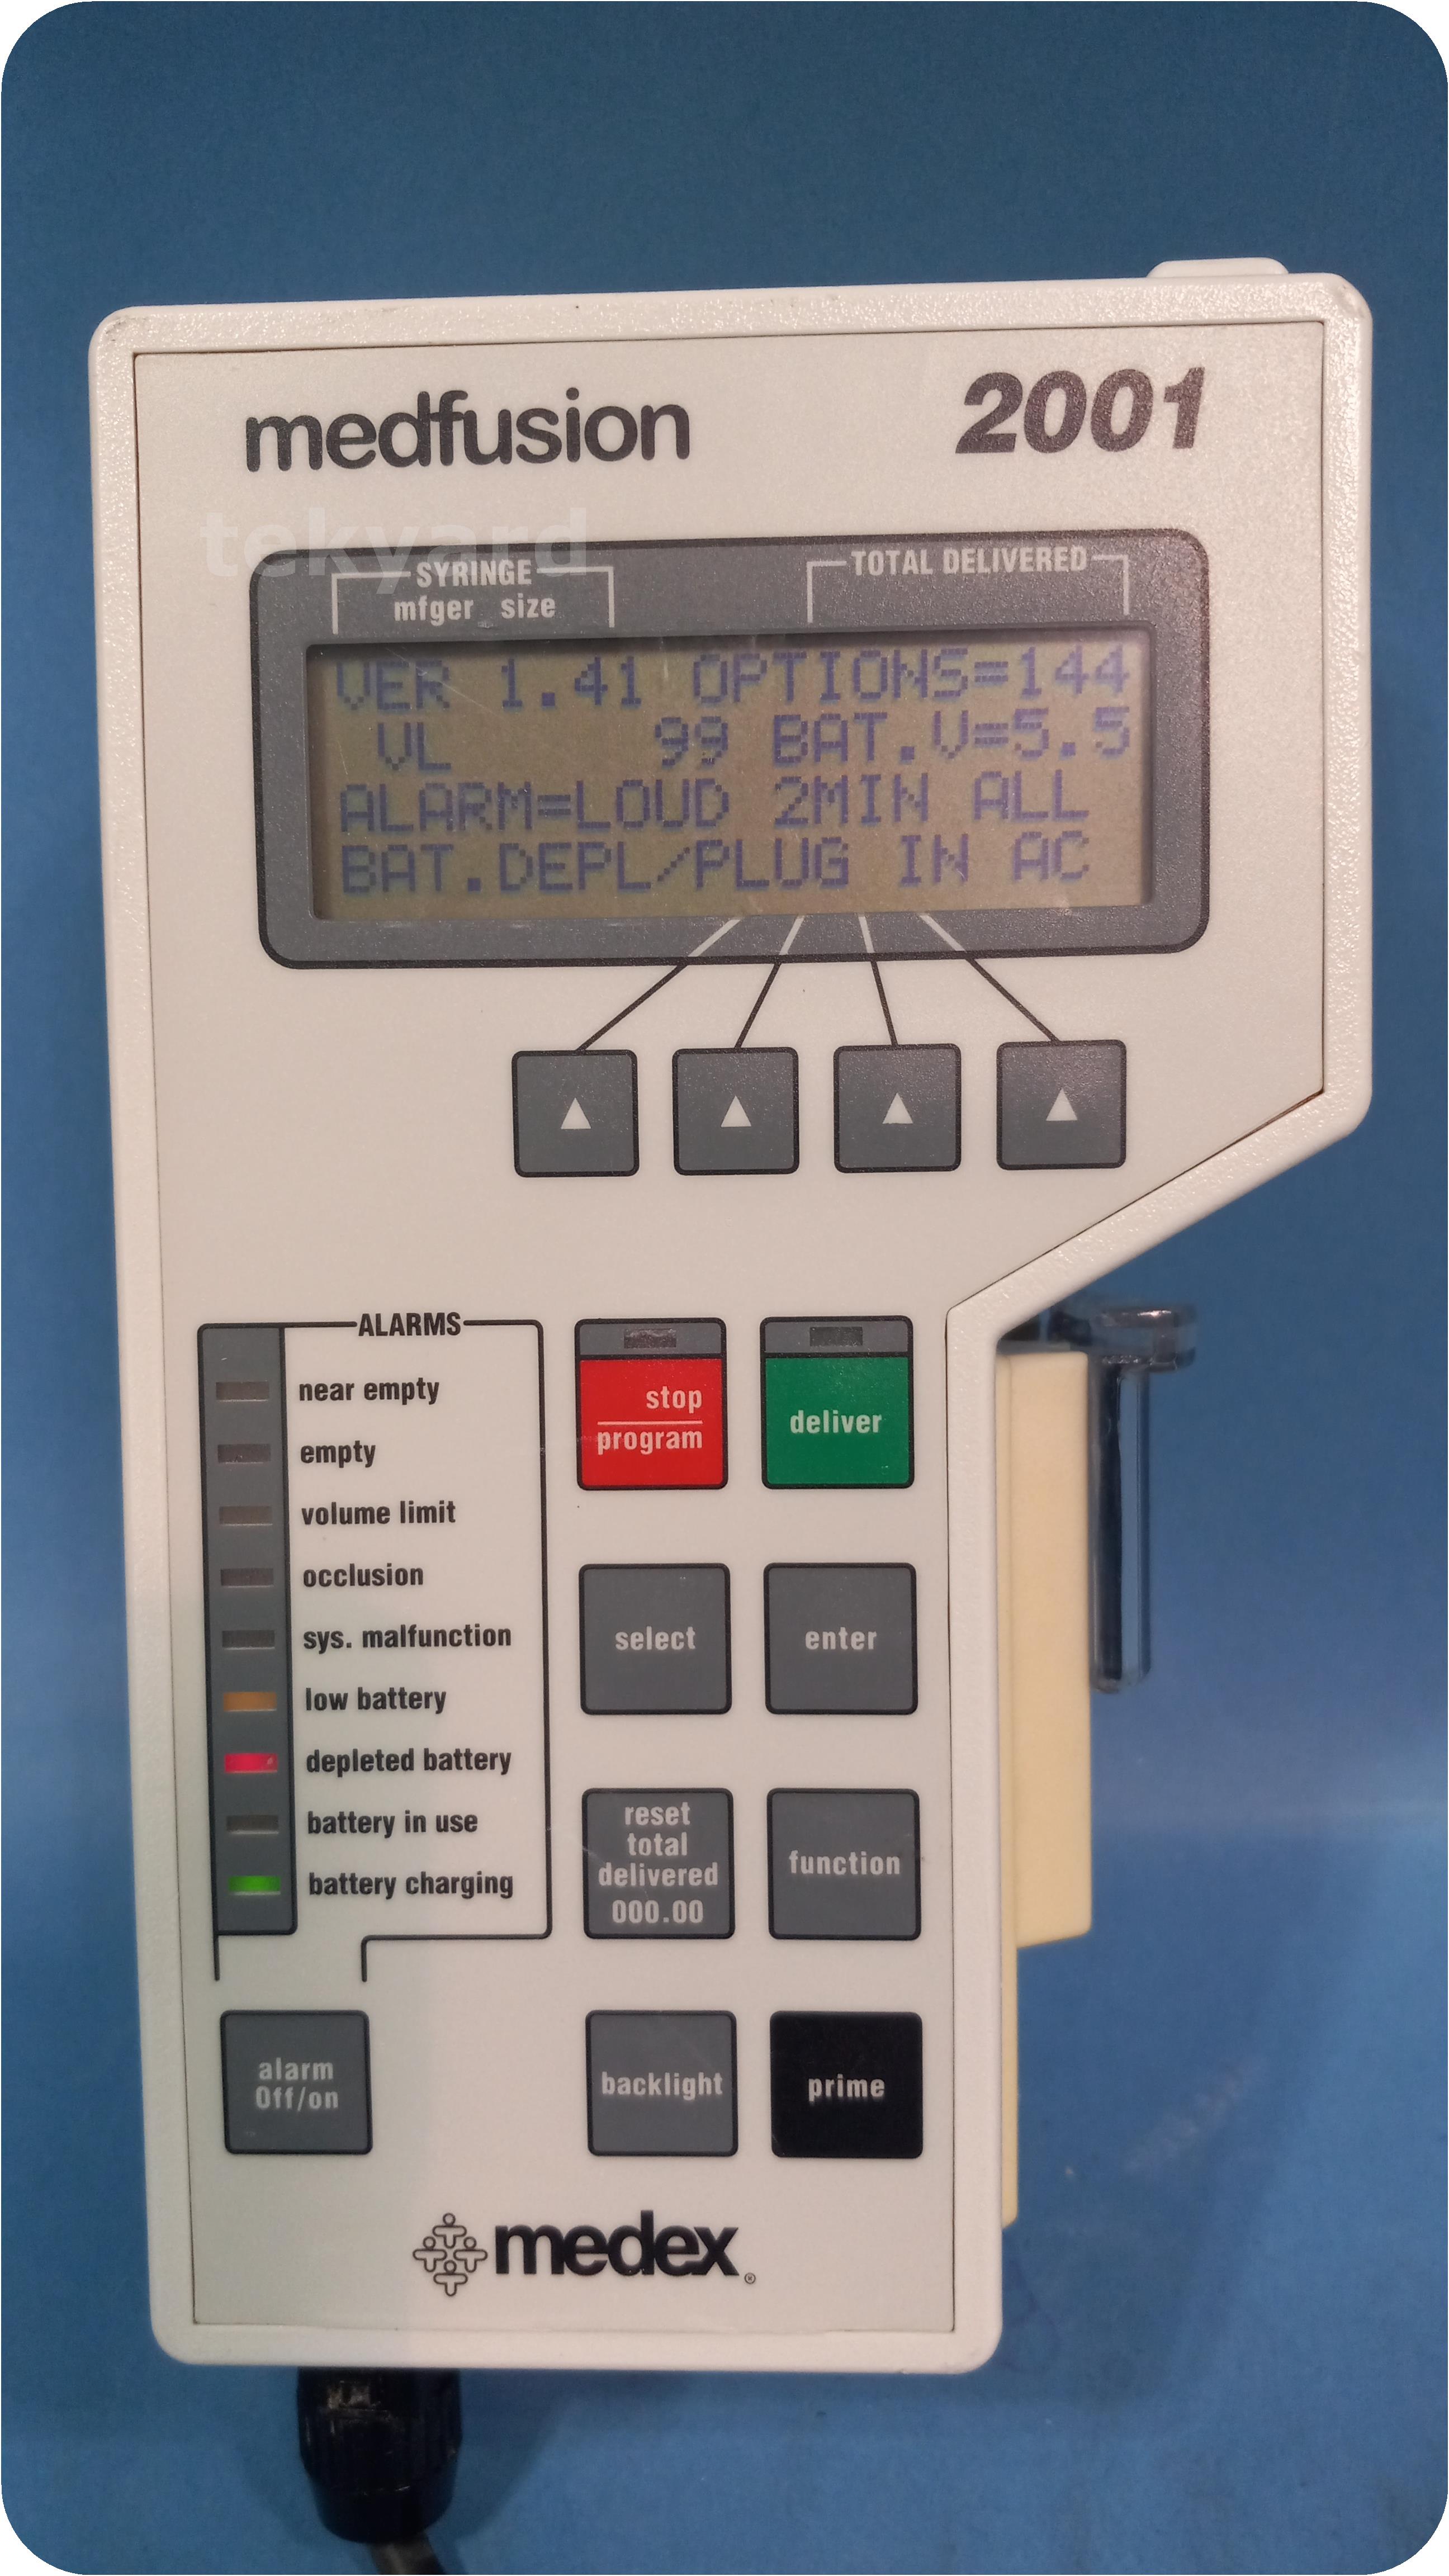 medfusion 2001
tekyard
SYRINGE
mfger size
TOTAL DELIVERED
VER 1.41 OPTIONS=144
VL 99 BAT.V=5.5
ALARM=LOUD 2MIN ALL
BAT.DEPL/PLUG IN AC
ALARMS
near empty
empty
volume limit
occlusion
sys. malfunction
low battery
depleted battery
battery in use
battery charging
stop
program
deliver
select
enter
reset
total
delivered
000.00
function
alarm
Off/on
backlight
prime
medex®